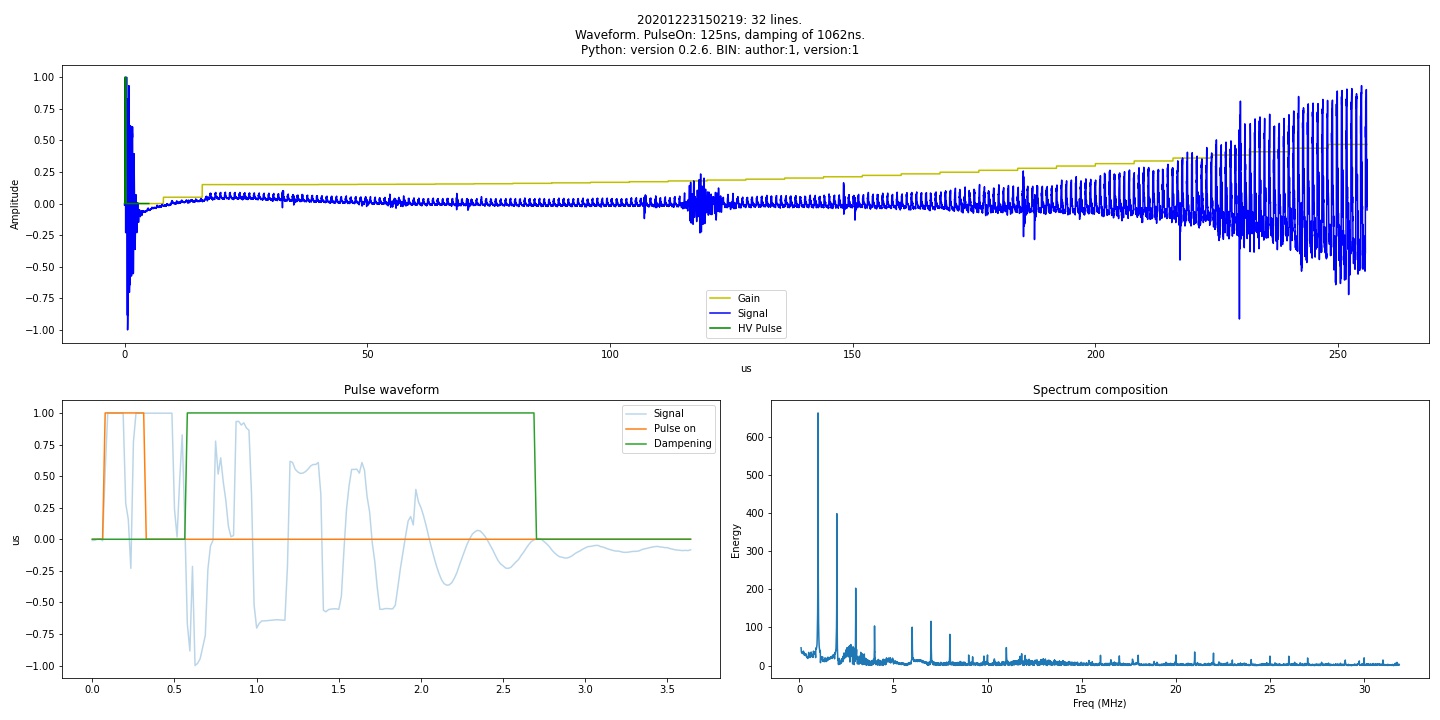 20201223150219: 32 lines.
Waveform. PulseOn: 125ns, damping of 1062ns.
Python: version 0.2.6. BIN: author:1, version:1
1.00
0.75
0.50
0.25
0.00
−0.25
−0.50
−0.75
−1.00
Amplitude
0 50 100 150 200 250
us
Gain
Signal
HV Pulse
Pulse waveform
1.00
0.75
0.50
0.25
0.00
−0.25
−0.50
−0.75
−1.00
us
0.0 0.5 1.0 1.5 2.0 2.5 3.0 3.5
Signal
Pulse on
Dampening
Spectrum composition
600
500
400
300
200
100
0
Energy
0 5 10 15 20 25 30
Freq (MHz)